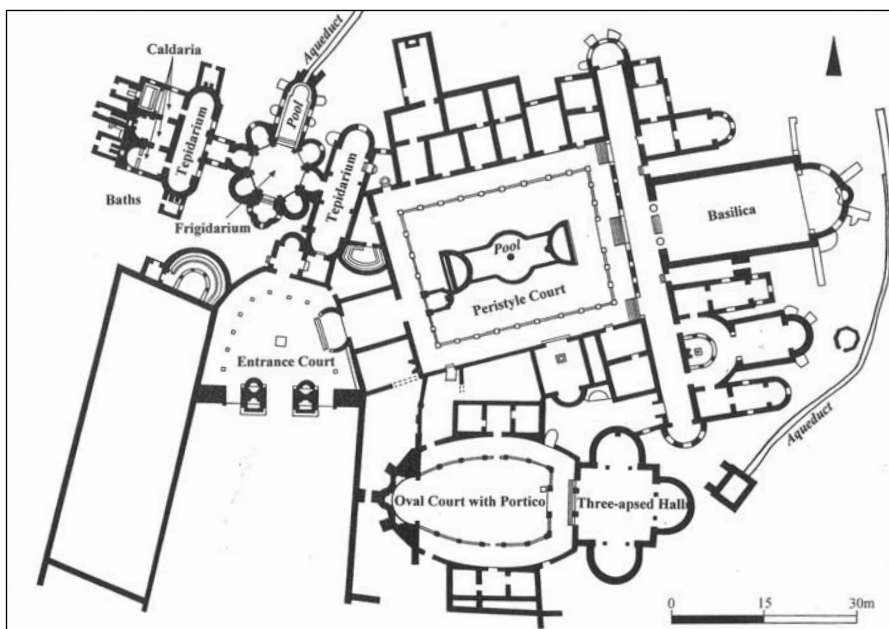 Aqueduct
Caldaria
Pool
Tepidarium
Tepidarium
Baths
Frigidarium
Basilica
Pool
Peristyle Court
Entrance Court
Aqueduct
Oval Court with Portico
Three-apsed Hall
0 15 30m